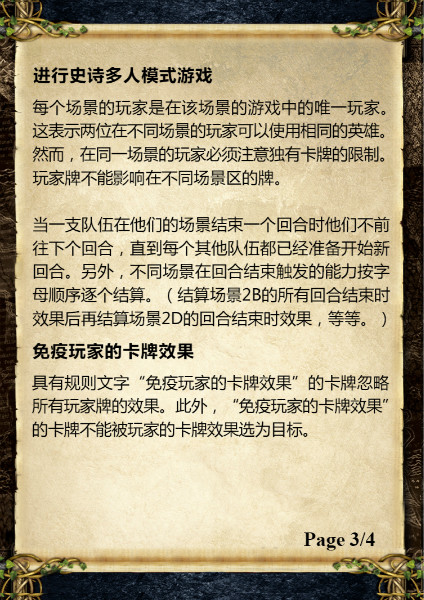 进行史诗多人模式游戏
每个场景的玩家是在该场景的游戏中的唯一玩家。
这表示两位在不同场景的玩家可以使用相同的英雄。
然而，在同一场景的玩家必须注意独有卡牌的限制。
玩家牌不能影响在不同场景区的牌。
当一支队伍在他们的场景结束一个回合时他们不前
往下个回合，直到每个其他队伍都已经准备开始新
回合。另外，不同场景在回合结束触发的能力按字
母顺序逐个结算。（结算场景2B的所有回合结束时
效果后再结算场景2D的回合结束时效果，等等。）
免疫玩家的卡牌效果
具有规则文字“免疫玩家的卡牌效果”的卡牌忽略
所有玩家牌的效果。此外，“免疫玩家的卡牌效果”
的卡牌不能被玩家的卡牌效果选为目标。
Page 3/4